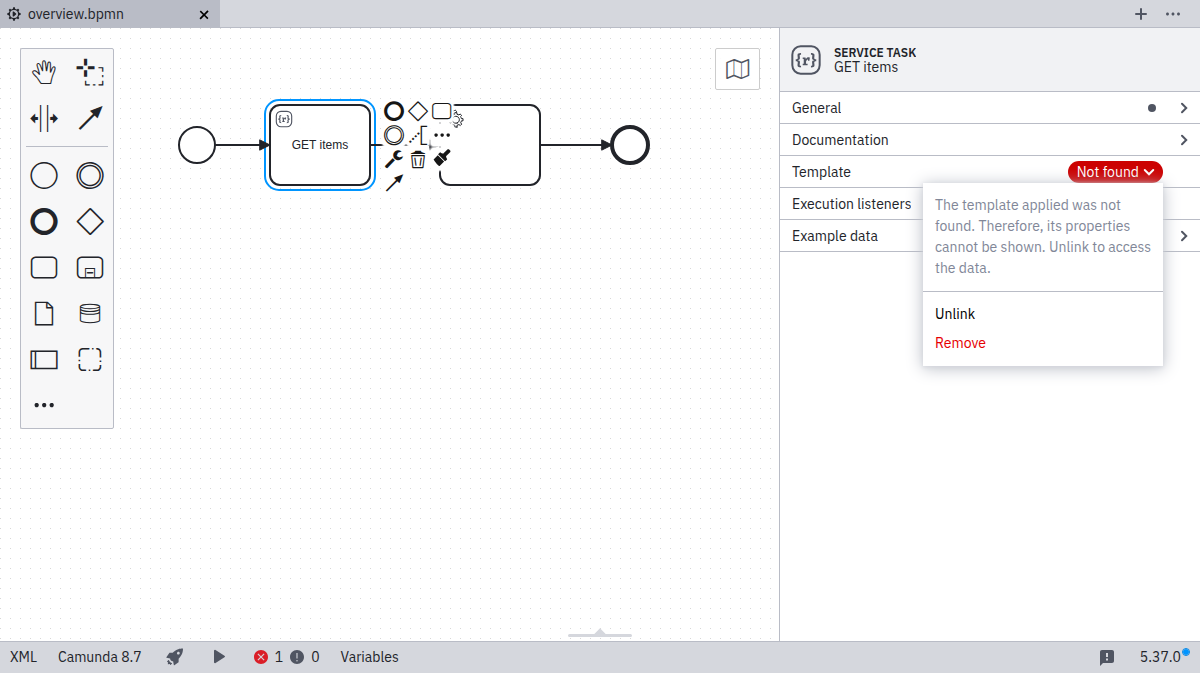 overview.bpmn
SERVICE TASK
GET items
General
Documentation
Template
Not found
Execution listeners
Example data
The template applied was not
found. Therefore, its properties
cannot be shown. Unlink to access
the data.
Unlink
Remove
{r}
{r}
GET items
XML
Camunda 8.7
1
0
Variables
5.37.0